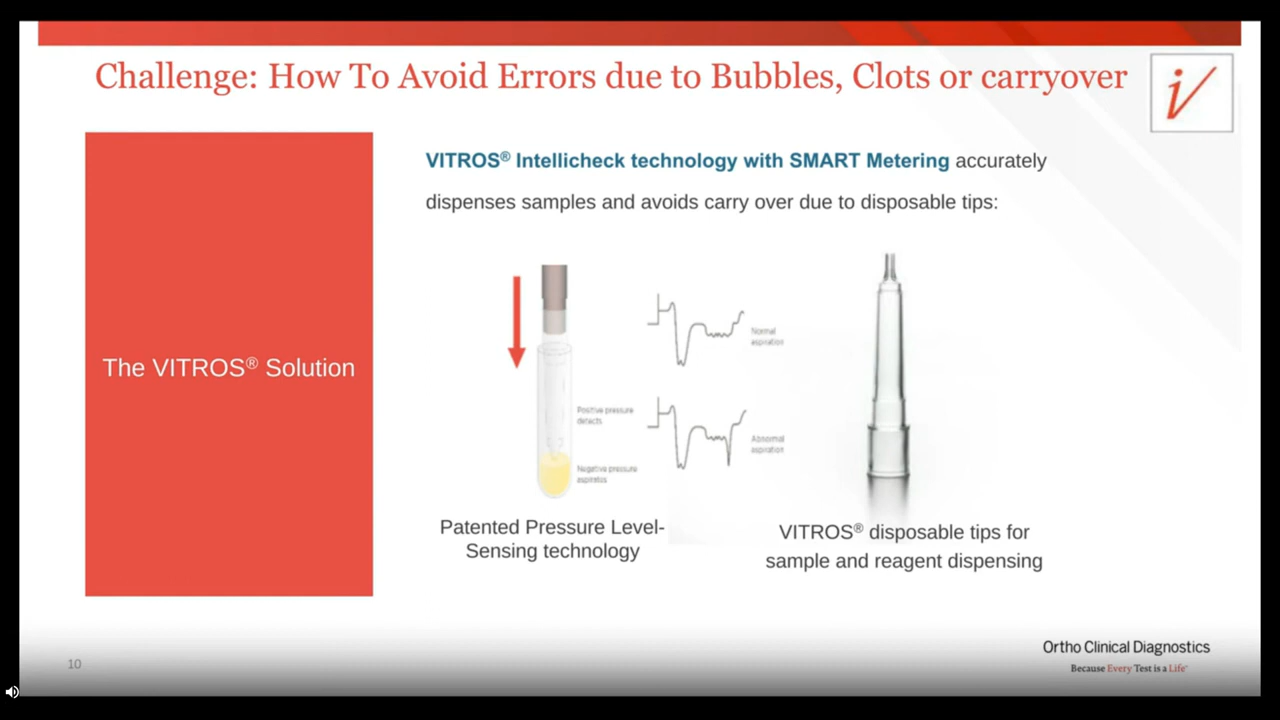 Challenge: How To Avoid Errors due to Bubbles, Clots or carryover
The VITROS® Solution
VITROS® Intellicheck technology with SMART Metering accurately
dispenses samples and avoids carry over due to disposable tips:
Positive pressure
detects
Negative pressure
aspirates
Normal
aspiration
Abnormal
aspiration
Patented Pressure Level-
Sensing technology
VITROS® disposable tips for
sample and reagent dispensing
10
Ortho Clinical Diagnostics
Because Every Test is a Life™